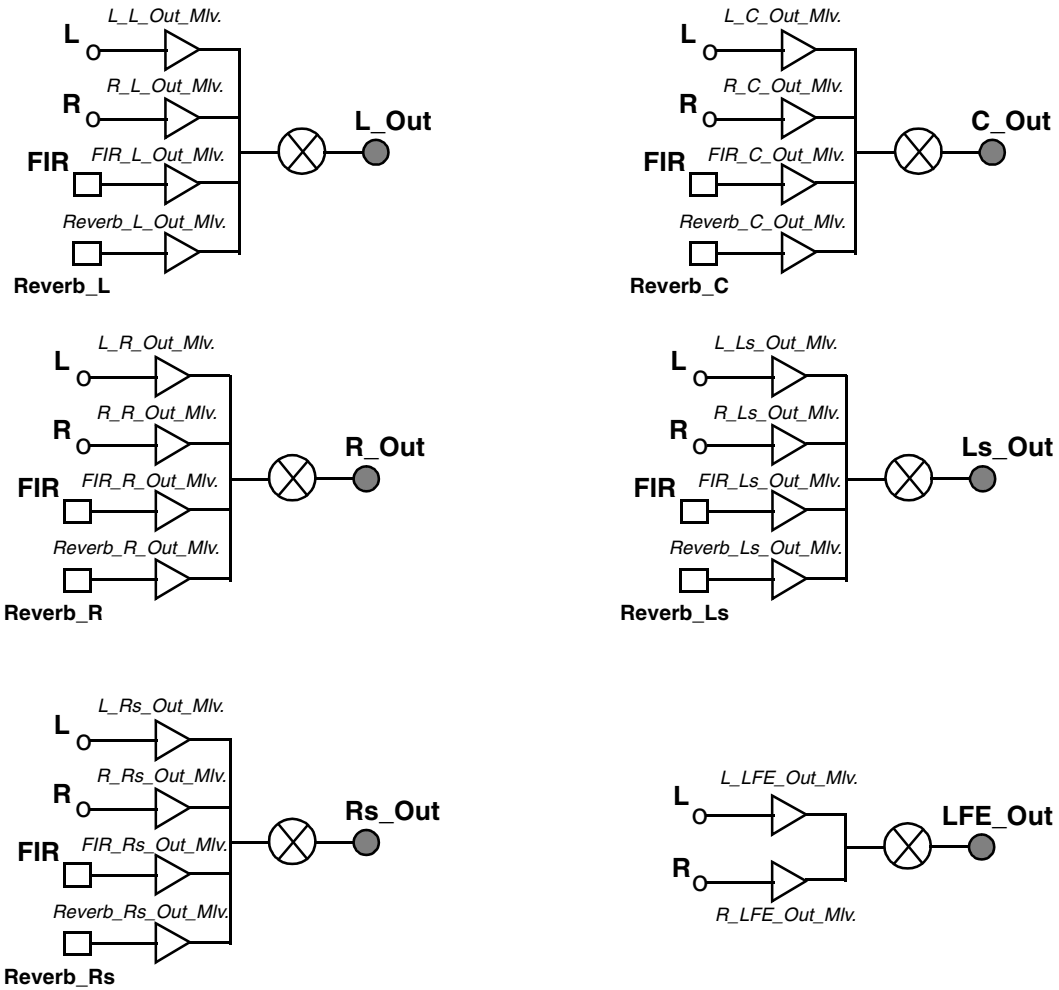 L_L_Out_Mlv.
L
R_L_Out_Mlv.
R
L_Out
FIR_L_Out_Mlv.
FIR
Reverb_L_Out_Mlv.
Reverb_L
L_C_Out_Mlv.
L
R_C_Out_Mlv.
R
C_Out
FIR_C_Out_Mlv.
FIR
Reverb_C_Out_Mlv.
Reverb_C
L_R_Out_Mlv.
L
R_R_Out_Mlv.
R
R_Out
FIR_R_Out_Mlv.
FIR
Reverb_R_Out_Mlv.
Reverb_R
L_Ls_Out_Mlv.
L
R_Ls_Out_Mlv.
R
Ls_Out
FIR_Ls_Out_Mlv.
FIR
Reverb_Ls_Out_Mlv.
Reverb_Ls
L_Rs_Out_Mlv.
L
R_Rs_Out_Mlv.
R
Rs_Out
FIR_Rs_Out_Mlv.
FIR
Reverb_Rs_Out_Mlv.
Reverb_Rs
L_LFE_Out_Mlv.
L
LFE_Out
R
R_LFE_Out_Mlv.